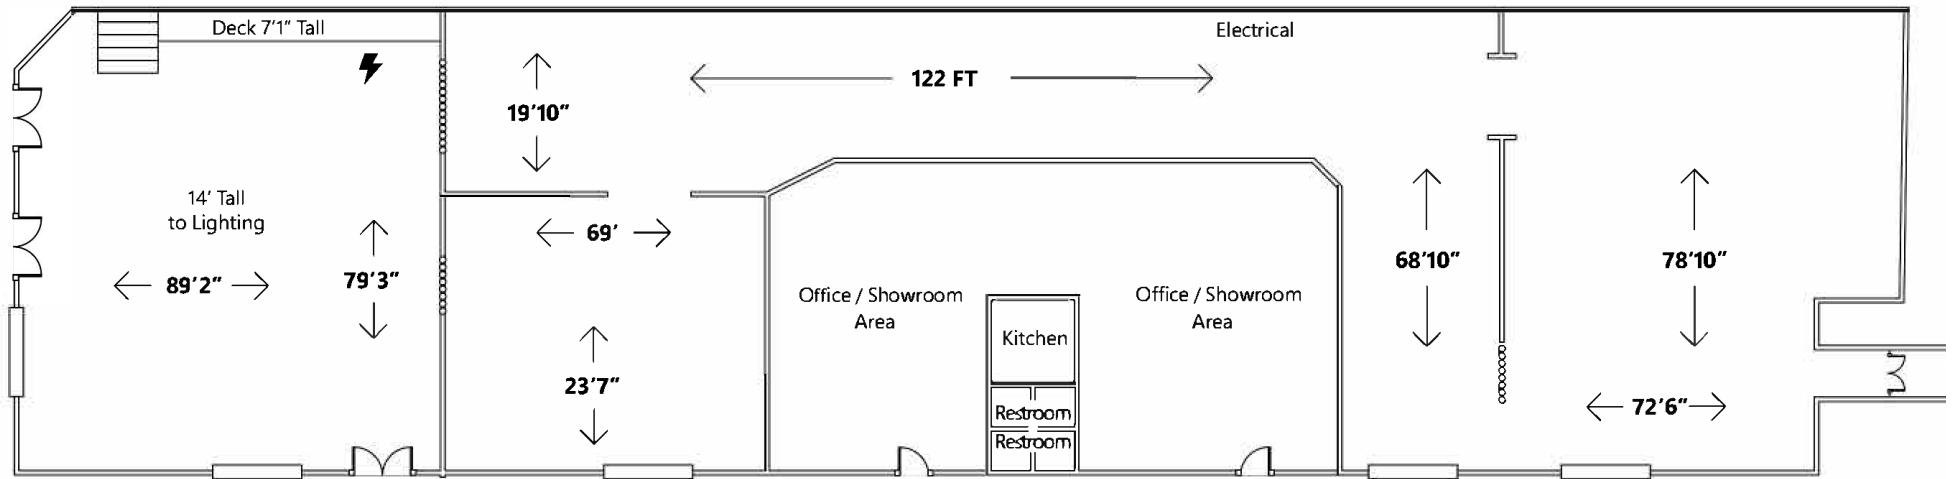 Deck 7'1" Tall
Electrical
122 FT
19'10"
14' Tall
to Lighting
69'
68'10"
78'10"
89'2"
79'3"
Office / Showroom
Area
Office / Showroom
Area
Kitchen
23'7"
72'6"
Restroom
Restroom